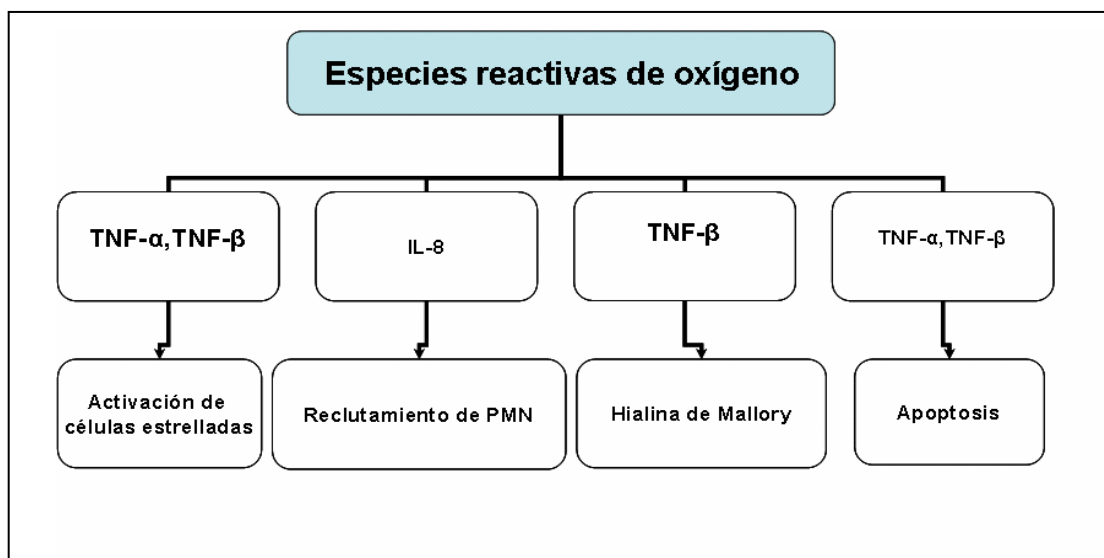 Especies reactivas de oxígeno
TNF-α,TNF-β
IL-8
TNF-β
TNF-α,TNF-β
Activación de
células estrelladas
Reclutamiento de PMN
Hialina de Mallory
Apoptosis